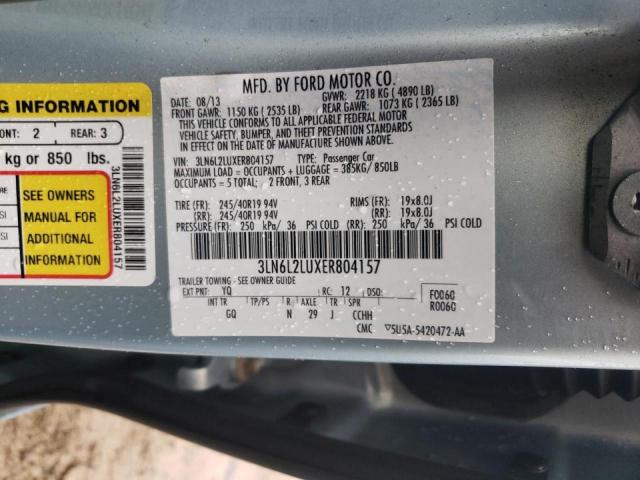 G INFORMATION
ONT: 2 REAR: 3
kg or 850 lbs.
SEE OWNERS
MANUAL FOR
ADDITIONAL
INFORMATION
3LN6L2LUXER804157
MFD. BY FORD MOTOR CO.
DATE: 08/13 GVWR: 2218 KG ( 4890 LB)
FRONT GAWR: 1150 KG ( 2535 LB) REAR GAWR: 1073 KG ( 2365 LB)
THIS VEHICLE CONFORMS TO ALL APPLICABLE FEDERAL MOTOR
VEHICLE SAFETY, BUMPER, AND THEFT PREVENTION STANDARDS IN
EFFECT ON THE DATE OF MANUFACTURE SHOWN ABOVE.
VIN: 3LN6L2LUXER804157 TYPE: Passenger Car
MAXIMUM LOAD = OCCUPANTS + LUGGAGE = 385KG/850LB
OCCUPANTS = 5 TOTAL: 2 FRONT, 3 REAR
TIRE (FR): 245/40R19 94V RIMS (FR): 19x8.0J
(RR): 245/40R19 94V (RR): 19x8.0J
PRESSURE (FR): 250 kPa/ 36 PSI COLD (RR): 250 kPa/ 36 PSI COLD
3LN6L2LUXER804157
TRAILER TOWING - SEE OWNER GUIDE
EXT PNT: YQ RC: 12 DSO: F0060
INT TR TP/PS R AXLE TR SPR R0060
GQ N 29 J CCHH
CMC ▽5U5A-5420472-AA